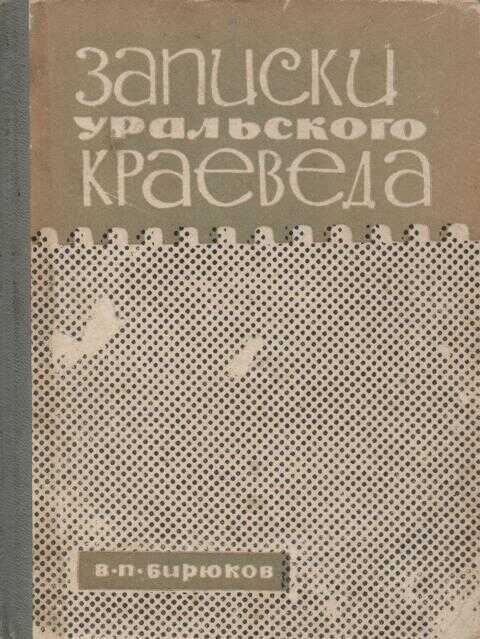 Записки
уральского
краеведа
В·П·Бирюков